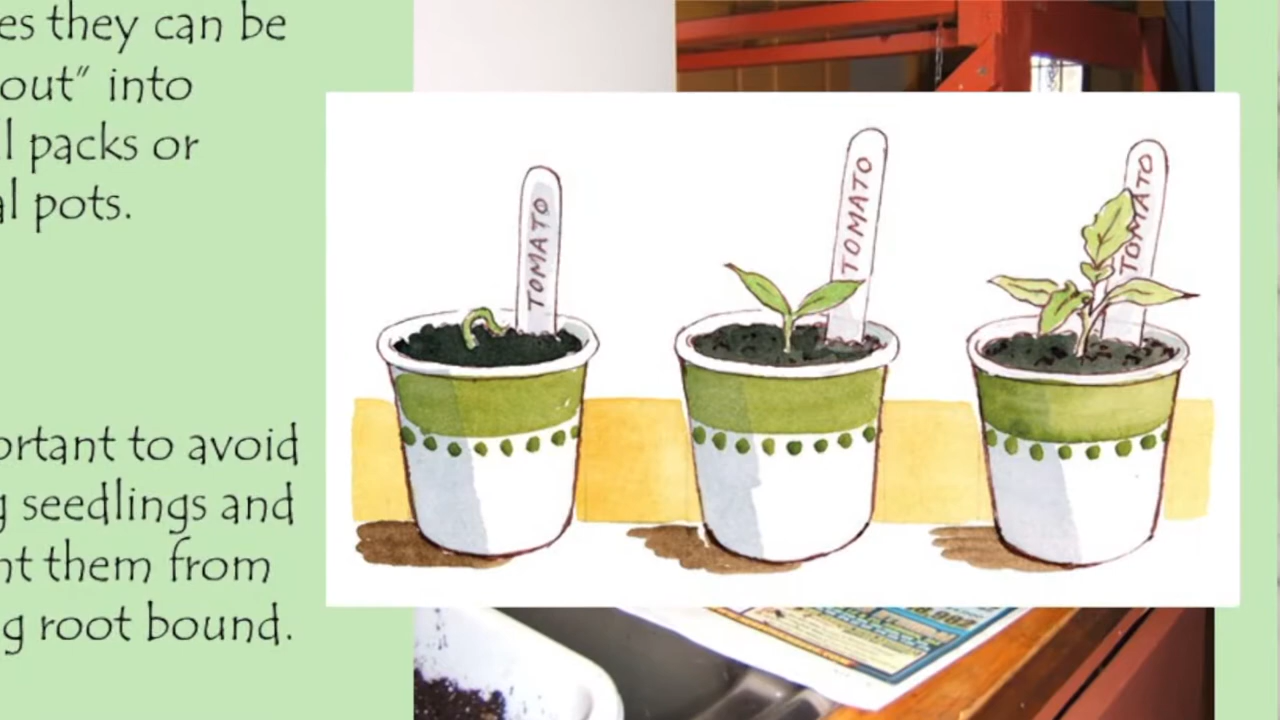 es they can be
out” into
l packs or
al pots.
ortant to avoid
g seedlings and
nt them from
g root bound.
TOMATO
TOMATO
TOMATO